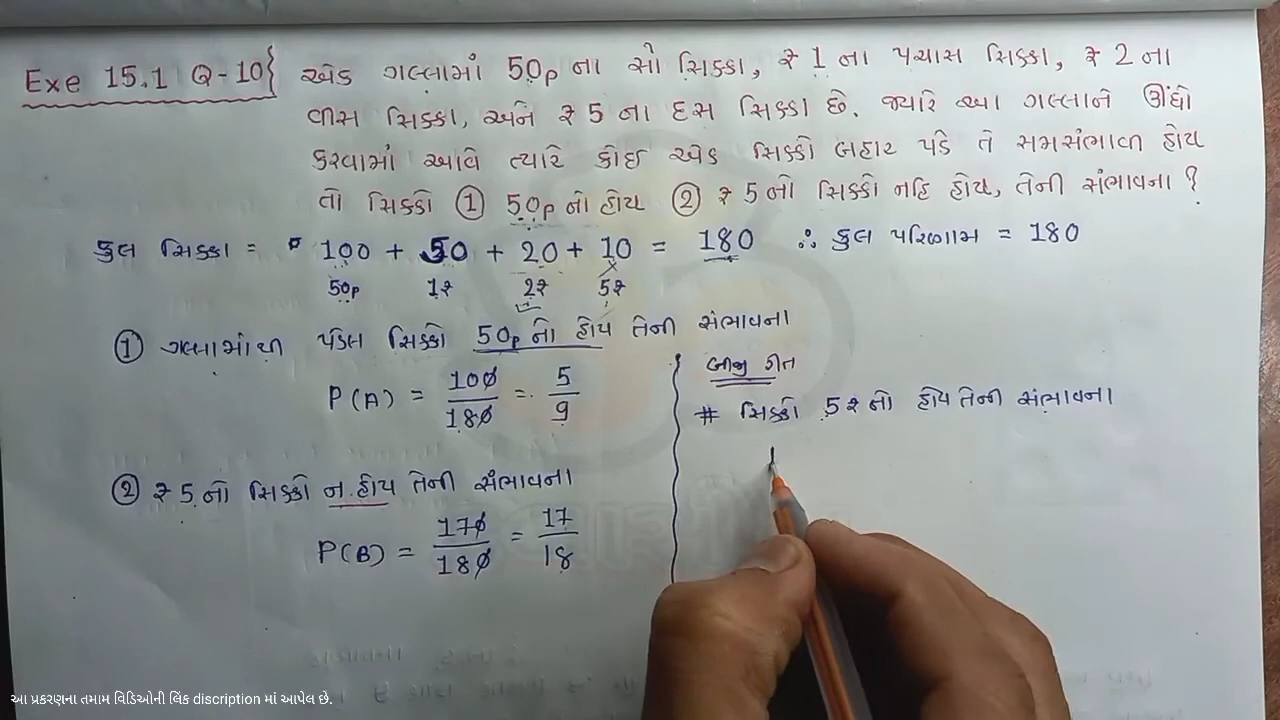 Exe 15.1 Q-10} એક ગલ્લામાં 50p ના સો સિક્કા, ₹ 1 ના પચાસ સિક્કા, ₹ 2 ના
વીસ સિક્કા, અને ₹ 5 ના દસ સિક્કા છે. જ્યારે આ ગલ્લાને ઊંધો
કરવામાં આવે ત્યારે કોઇ એક સિક્કો બહાર પડે તે સમસંભાવી હોય
તો સિક્કો ① 50p નો હોય ② ₹ 5 નો સિક્કો નહિ હોય, તેની સંભાવના ?
કુલ સિક્કા = 100 + 50 + 20 + 10 = 180 ∴ કુલ પરિણામ = 180
50p 1₹ 2₹ 5₹
① ગલ્લામાંથી પડેલ સિક્કો 50p નો હોય તેની સંભાવના
P(A) = 100/180 = 5/9
② ₹ 5 નો સિક્કો ન હોય તેની સંભાવના
P(B) = 170/180 = 17/18
બીજી રીત
# સિક્કો 5₹ નો હોય તેની સંભાવના
આ પ્રકરણના તમામ વિડિઓની લિંક discription માં આપેલ છે.